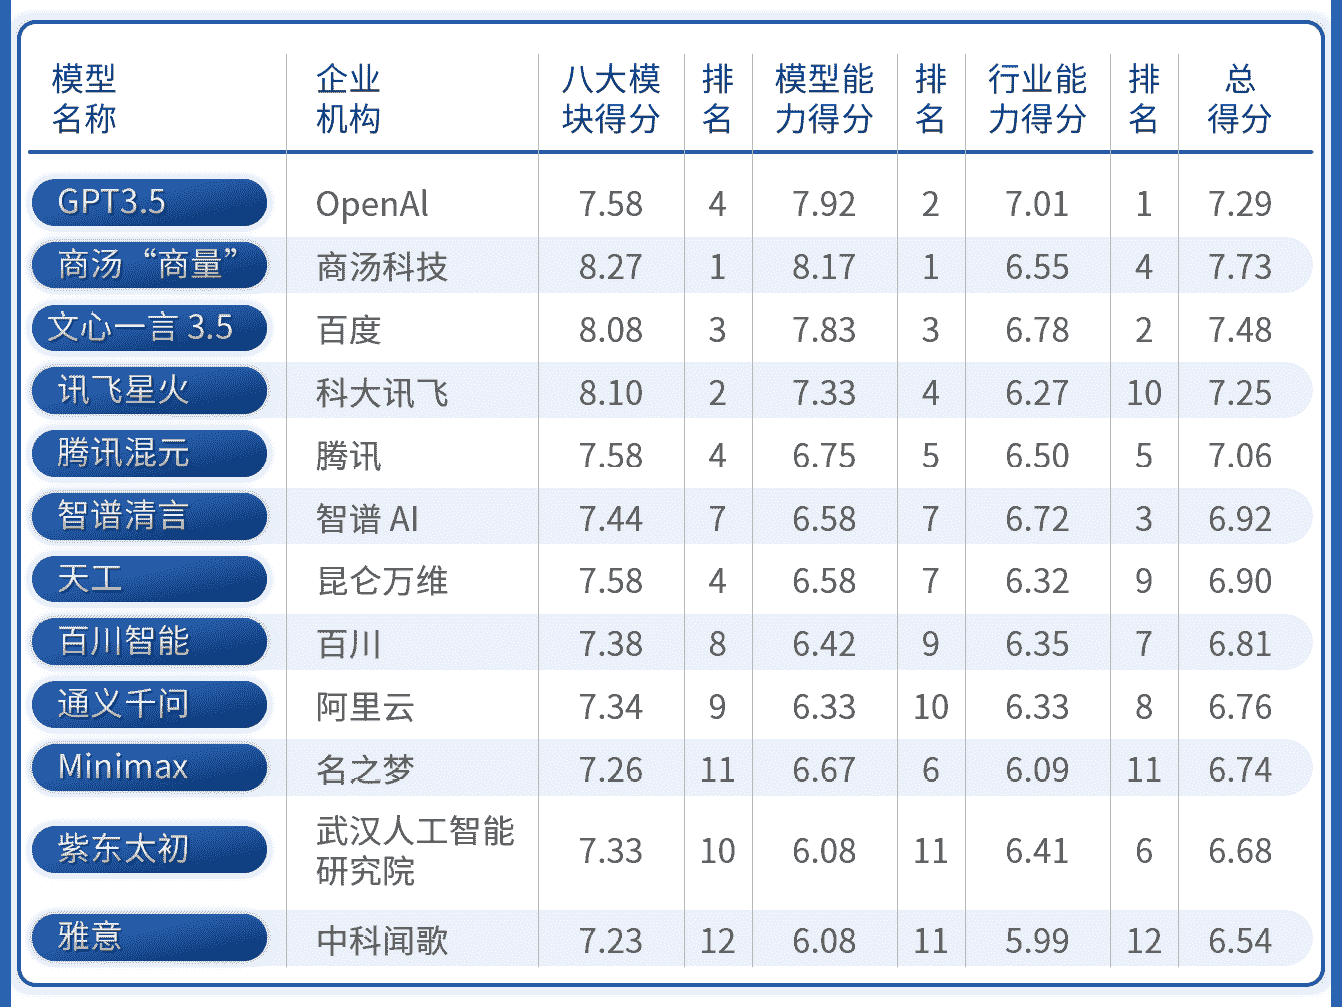 模型名称 企业机构 八大模块得分 排名 模型能力得分 排名 行业能力得分 排名 总得分
GPT3.5 OpenAl 7.58 4 7.92 2 7.01 1 7.29
商汤“商量” 商汤科技 8.27 1 8.17 1 6.55 4 7.73
文心一言 3.5 百度 8.08 3 7.83 3 6.78 2 7.48
讯飞星火 科大讯飞 8.10 2 7.33 4 6.27 10 7.25
腾讯混元 腾讯 7.58 4 6.75 5 6.50 5 7.06
智谱清言 智谱 AI 7.44 7 6.58 7 6.72 3 6.92
天工 昆仑万维 7.58 4 6.58 7 6.32 9 6.90
百川智能 百川 7.38 8 6.42 9 6.35 7 6.81
通义千问 阿里云 7.34 9 6.33 10 6.33 8 6.76
Minimax 名之梦 7.26 11 6.67 6 6.09 11 6.74
紫东太初 武汉人工智能研究院 7.33 10 6.08 11 6.41 6 6.68
雅意 中科闻歌 7.23 12 6.08 11 5.99 12 6.54